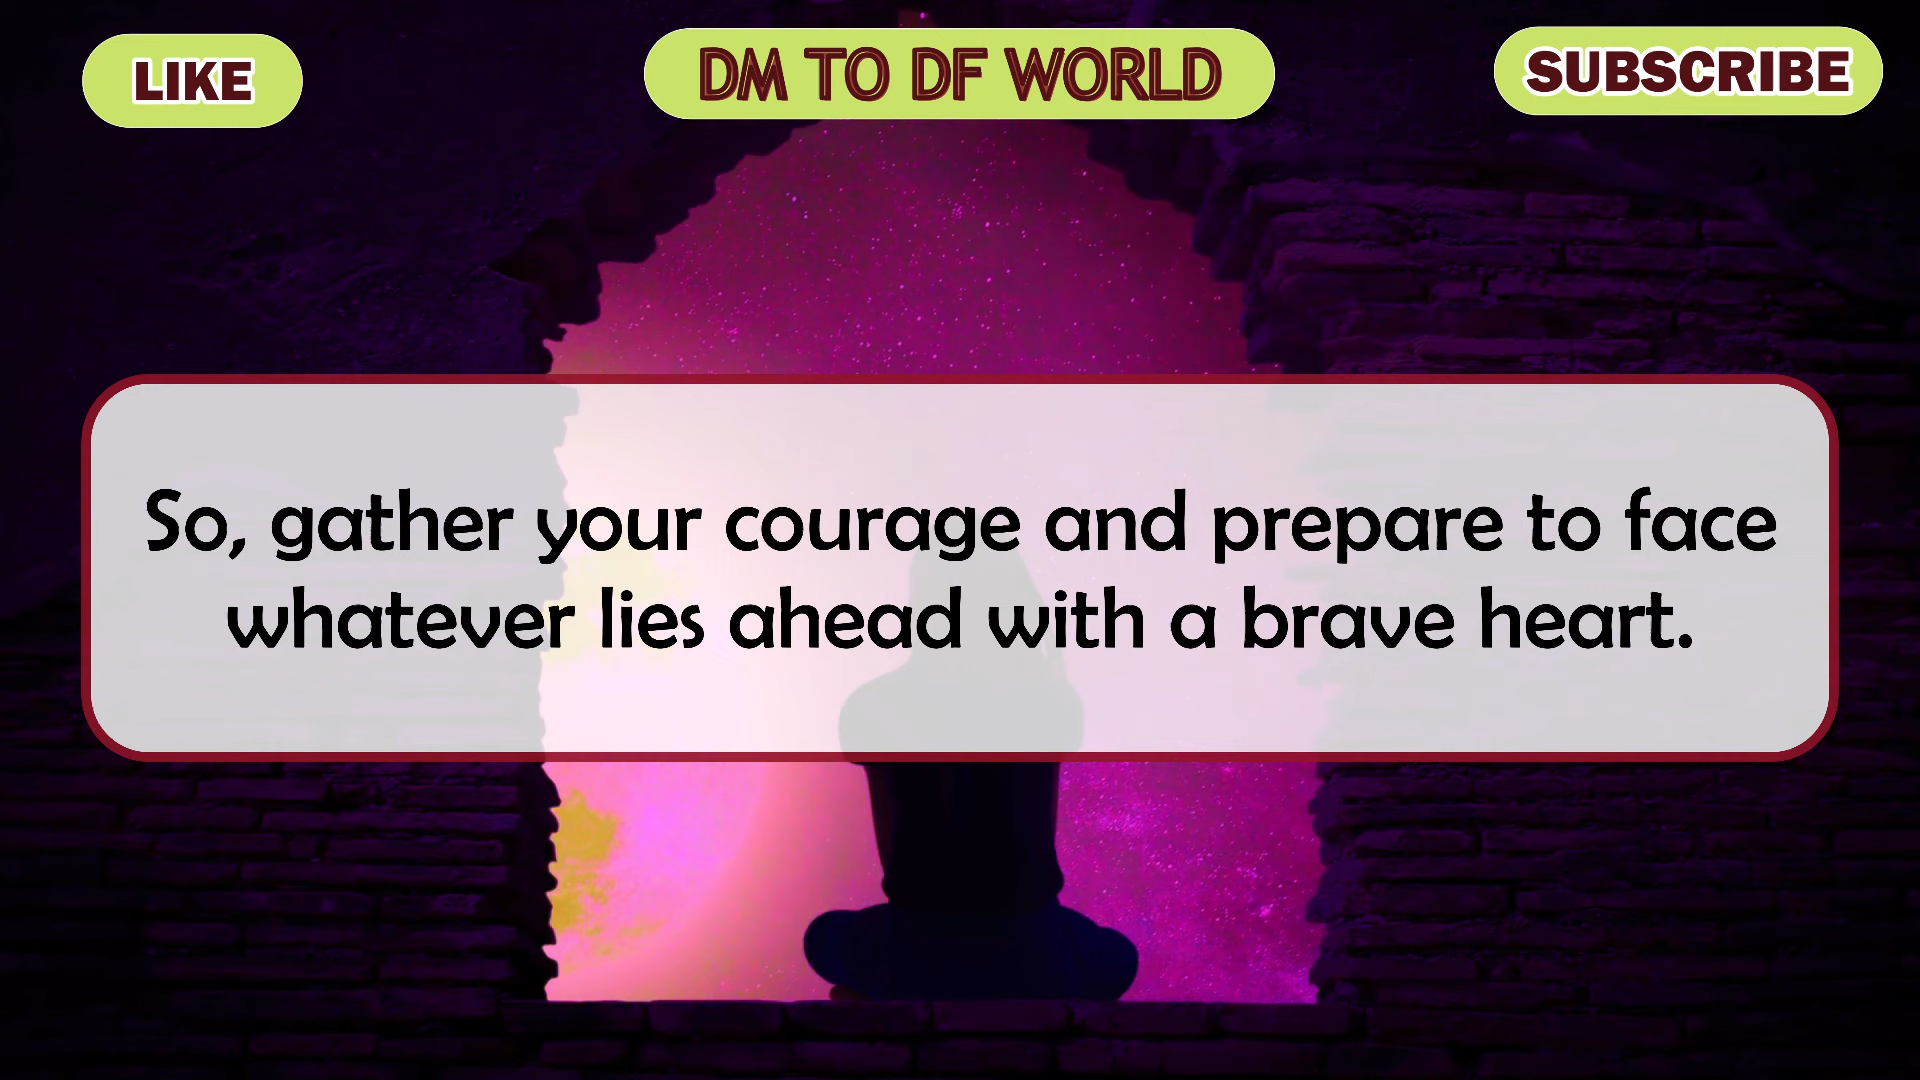 LIKE
DM TO DF WORLD
SUBSCRIBE
So, gather your courage and prepare to face
whatever lies ahead with a brave heart.